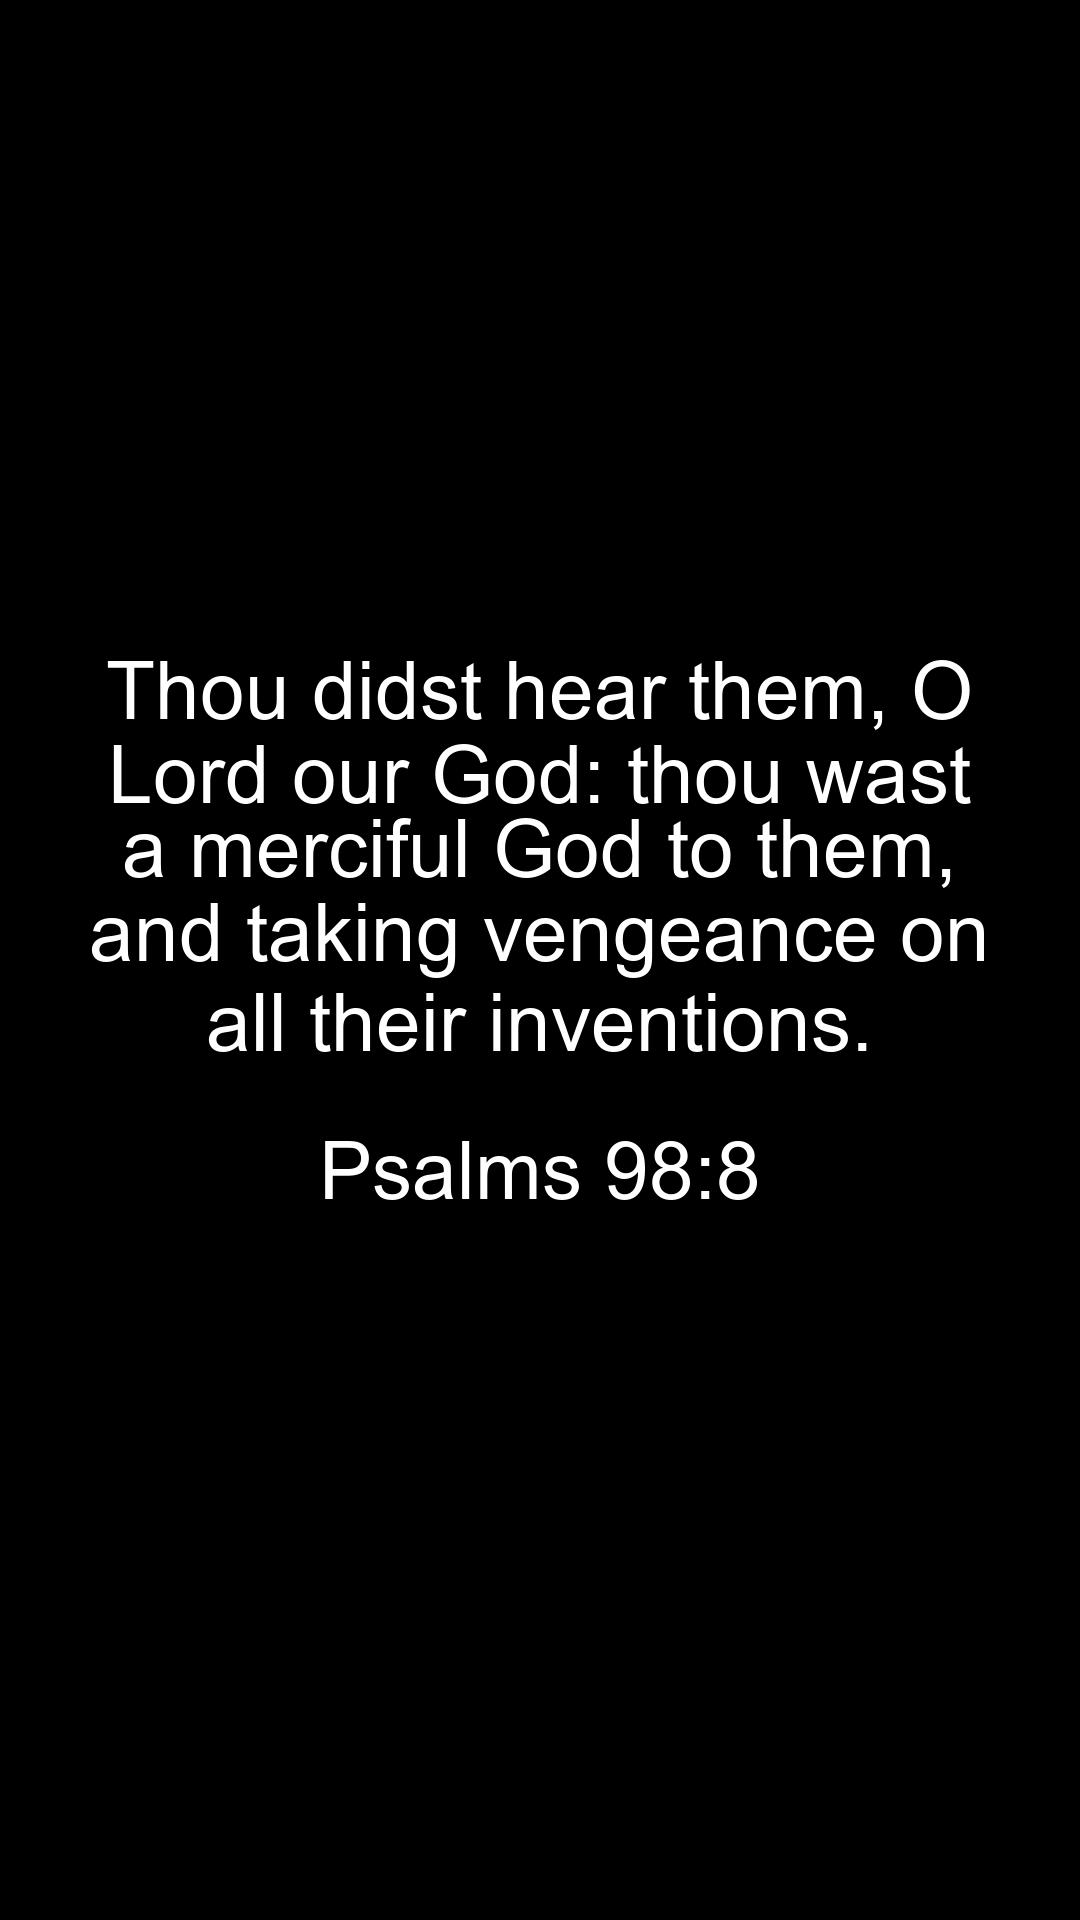 Thou didst hear them, O
Lord our God: thou wast
a merciful God to them,
and taking vengeance on
all their inventions.
Psalms 98:8